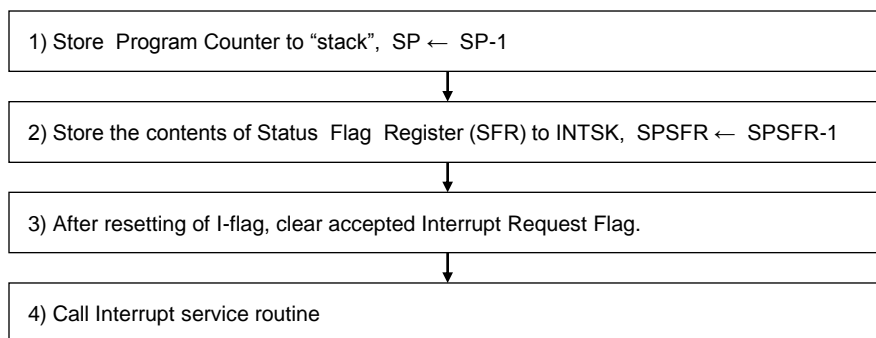 1) Store Program Counter to “stack”, SP ← SP-1
2) Store the contents of Status Flag Register (SFR) to INTSK, SPSFR ← SPSFR-1
3) After resetting of I-flag, clear accepted Interrupt Request Flag.
4) Call Interrupt service routine